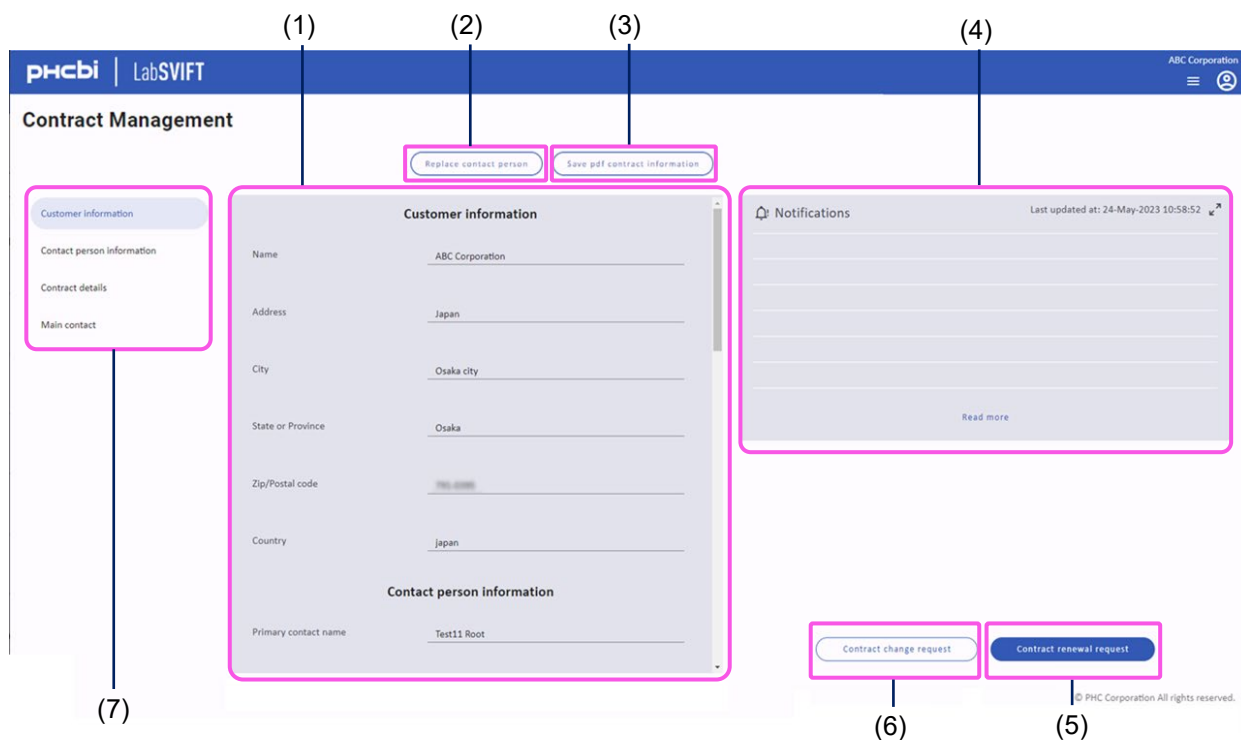 (1)
(2)
(3)
(4)
ABC Corporation
PHCbi | LabSVIFT
Contract Management
Replace contact person
Save pdf contract information
Customer information
Contact person information
Contract details
Main contact
Customer information
Name
ABC Corporation
Address
Japan
City
Osaka city
State or Province
Osaka
Zip/Postal code
Country
japan
Contact person information
Primary contact name
Test11 Root
Notifications
Last updated at: 24-May-2023 10:58:52
Read more
Contract change request
Contract renewal request
© PHC Corporation All rights reserved.
(7)
(6)
(5)